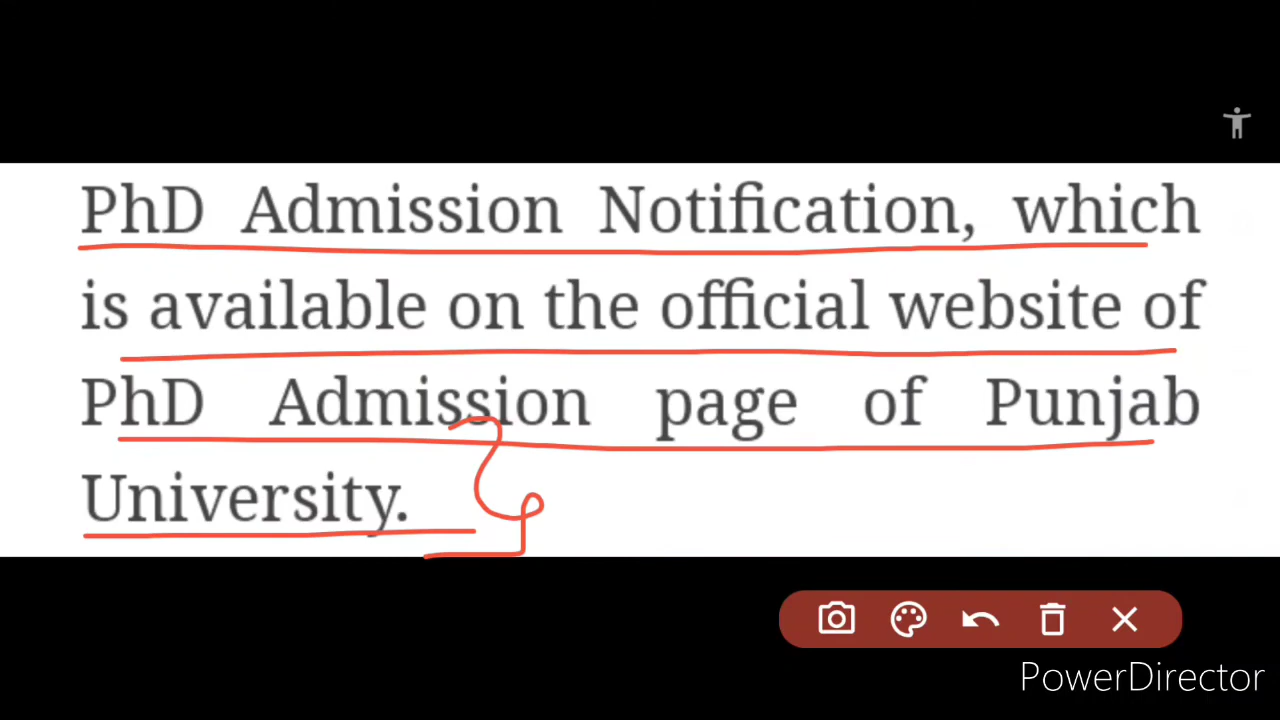 PhD Admission Notification, which
is available on the official website of
PhD Admission page of Punjab
University.
PowerDirector